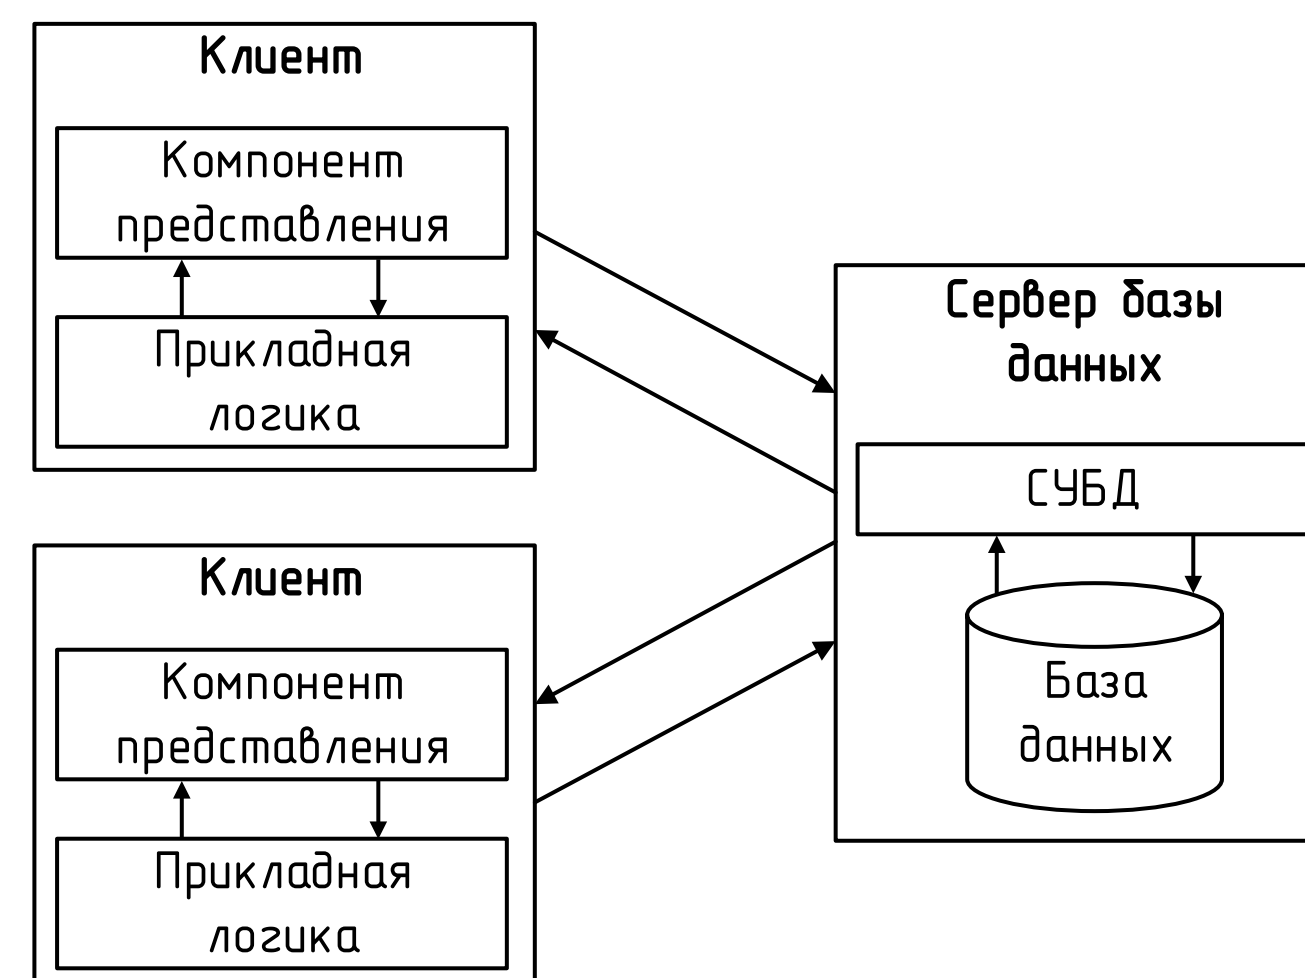 Клиент
Компонент
представления
Прикладная
логика
Сервер базы
данных
СУБД
База
данных
Клиент
Компонент
представления
Прикладная
логика